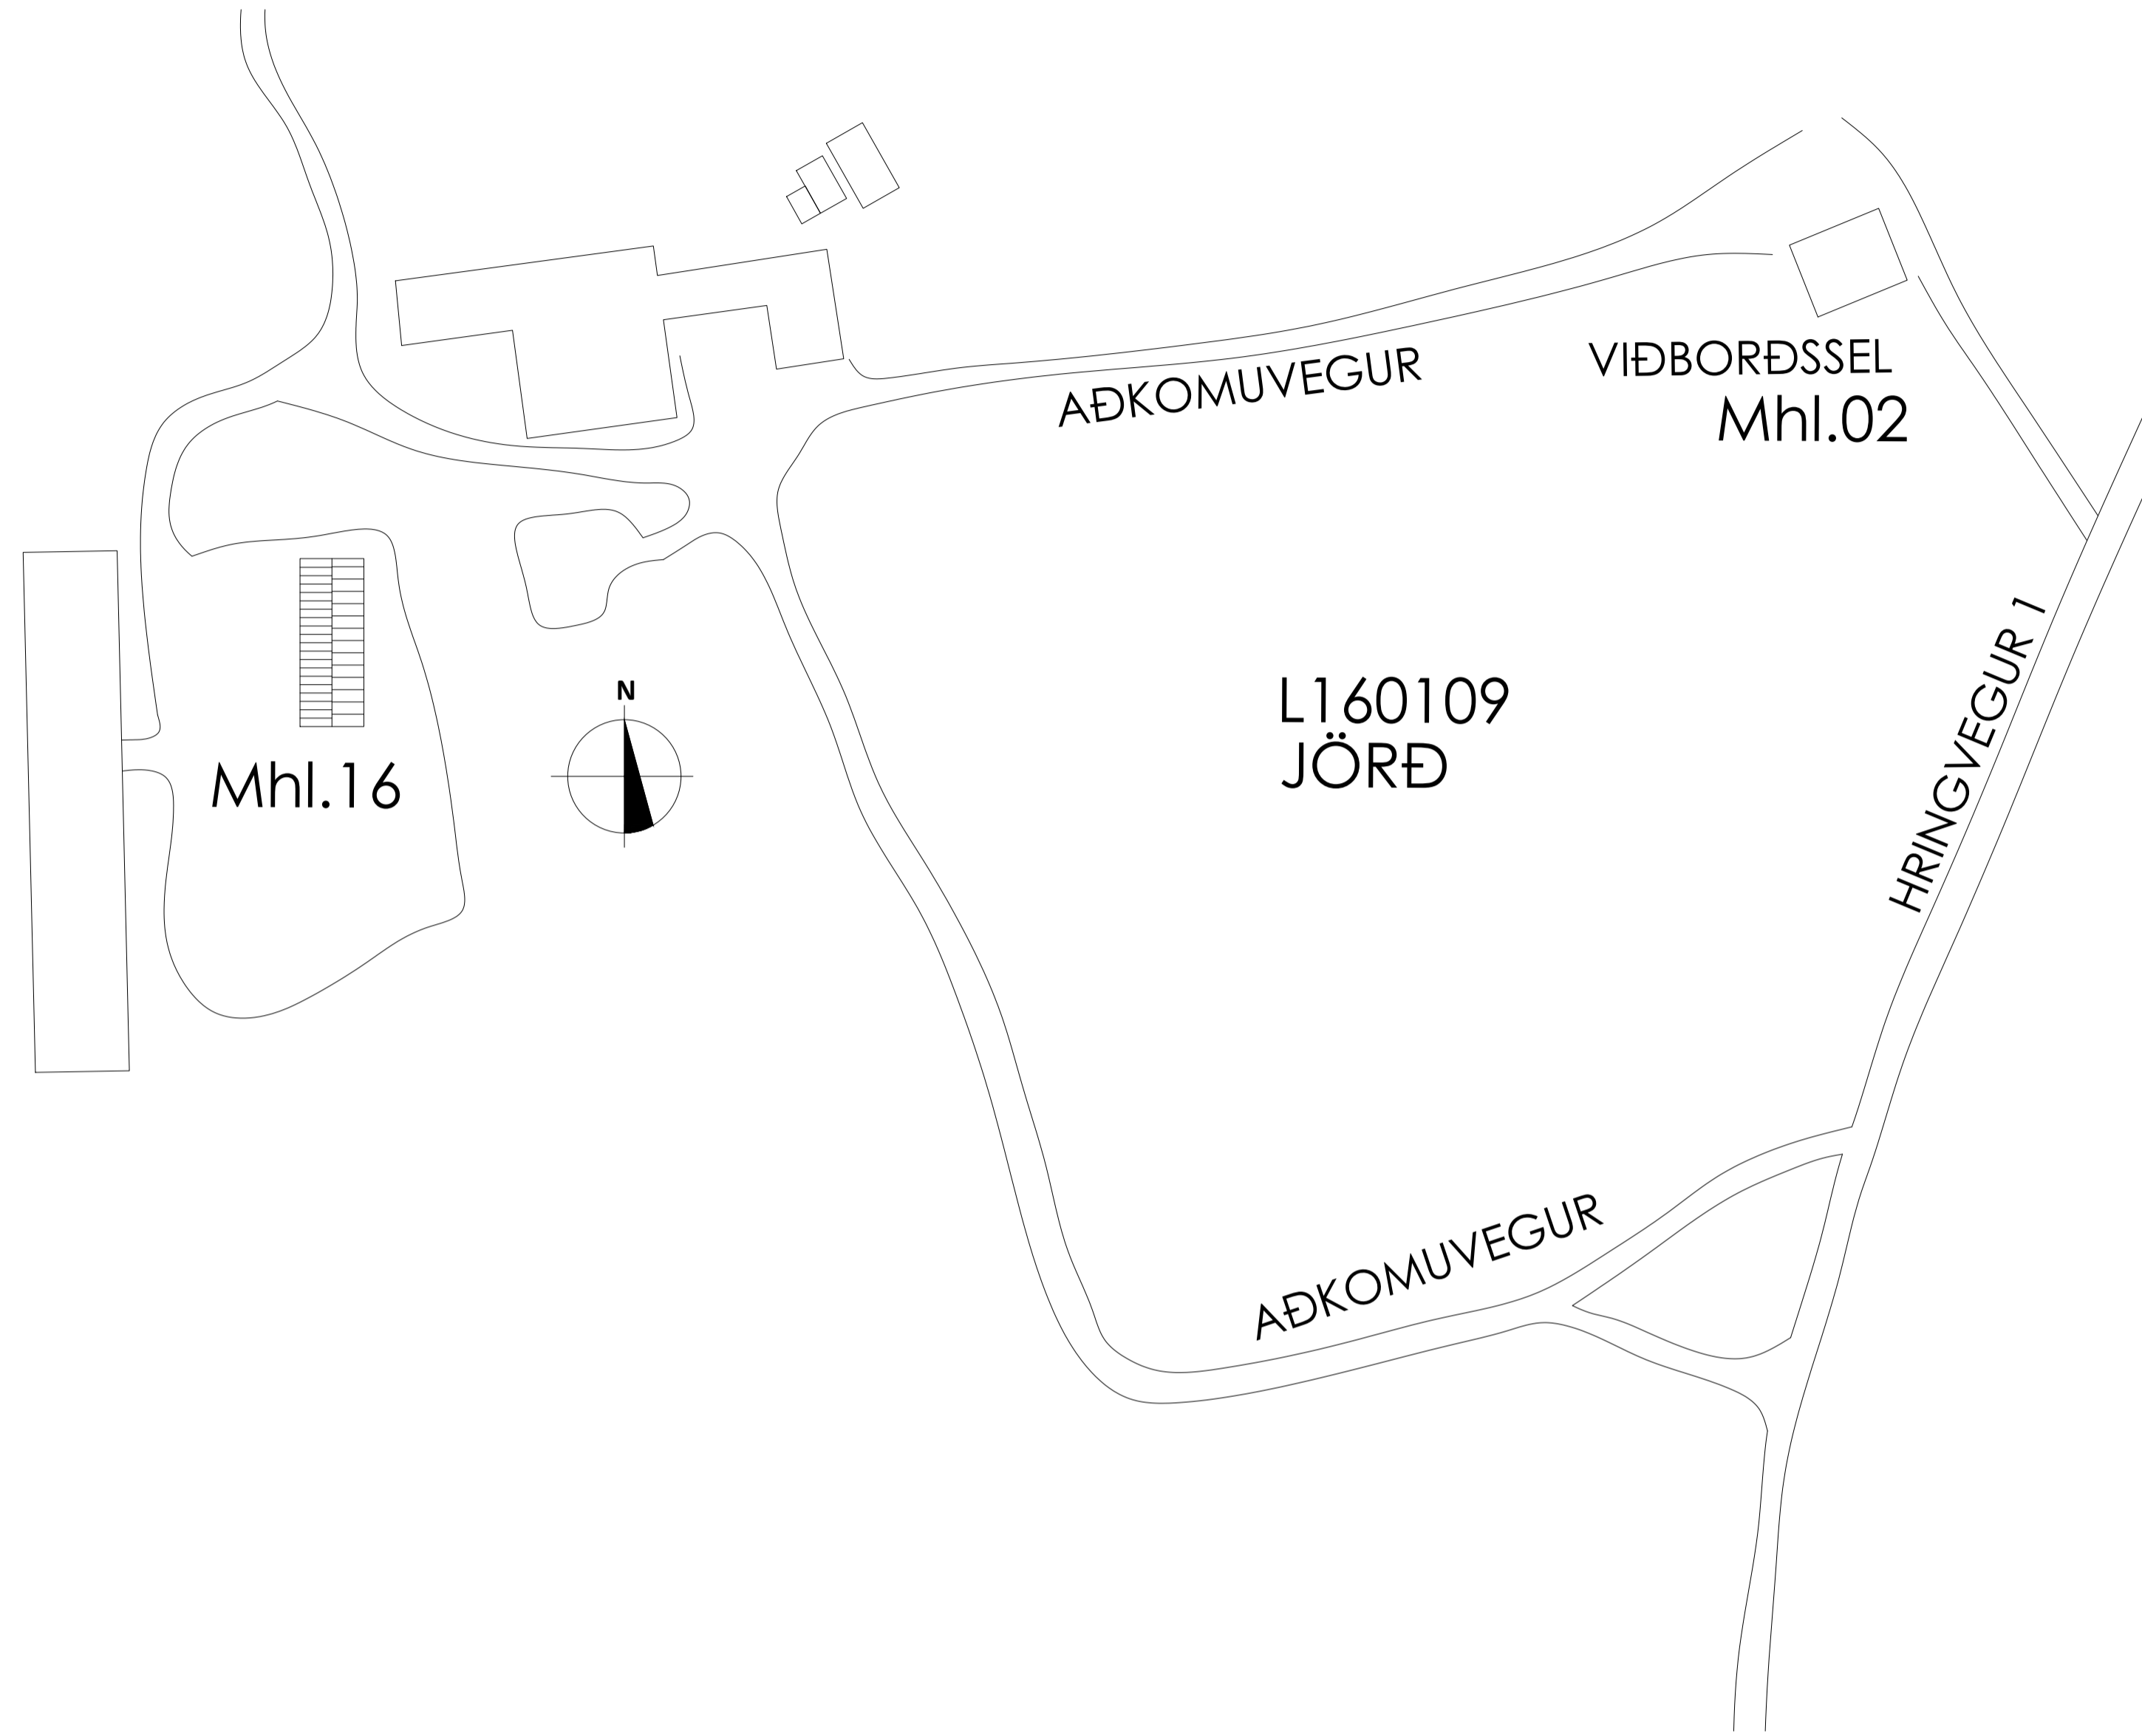 VIÐBORÐSSEL
Mhl.02
AÐKOMUVEGUR
HRINGVEGUR 1
N
L160109
JÖRÐ
Mhl.16
AÐKOMUVEGUR